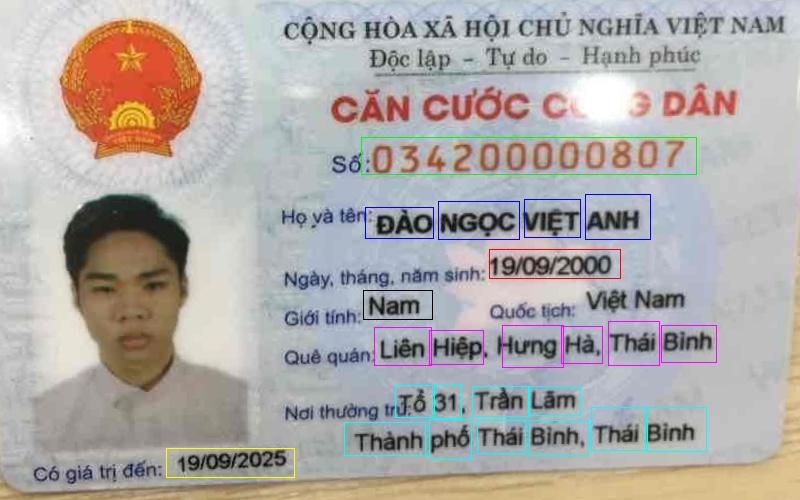 CỘNG HÒA XÃ HỘI CHỦ NGHĨA VIỆT NAM
Độc lập - Tự do - Hạnh phúc
CĂN CƯỚC CÔNG DÂN
Số: 034200000807
Họ và tên: ĐÀO NGỌC VIỆT ANH
Ngày, tháng, năm sinh: 19/09/2000
Giới tính: Nam Quốc tịch: Việt Nam
Quê quán: Liên Hiệp, Hưng Hà, Thái Bình
Nơi thường trú: Tổ 31, Trần Lãm
Thành phố Thái Bình, Thái Bình
Có giá trị đến: 19/09/2025